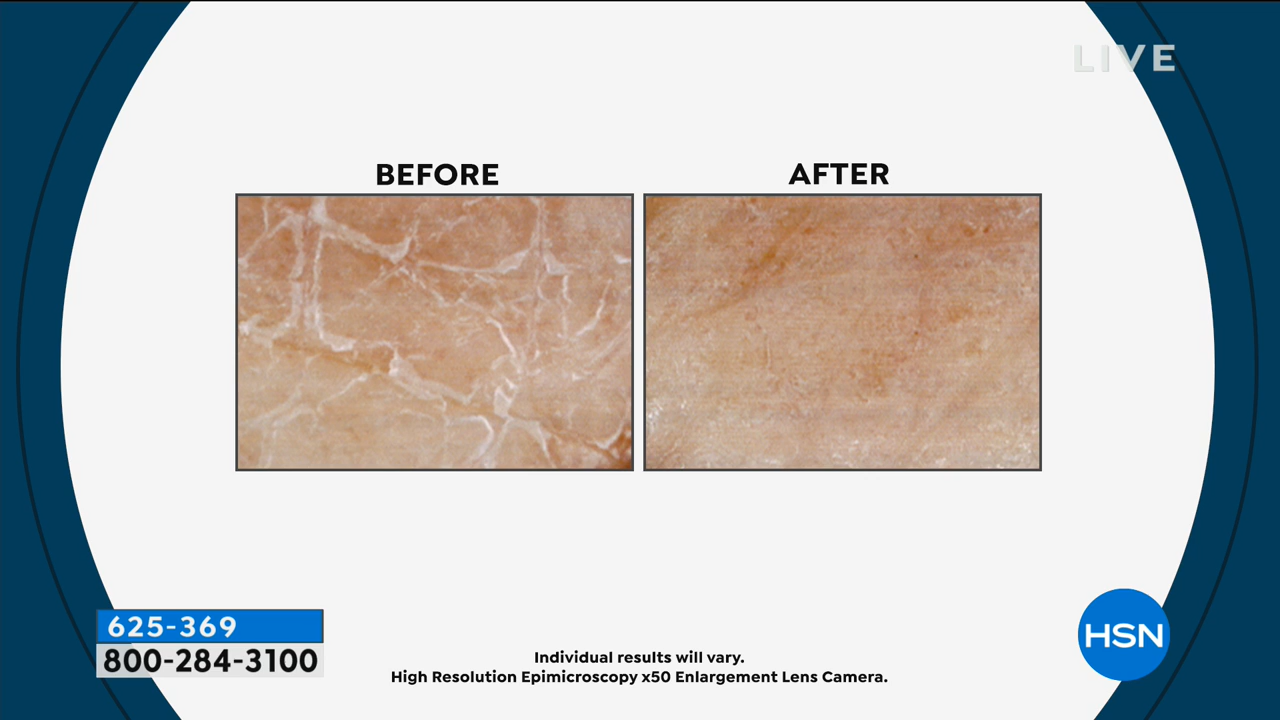 LIVE
BEFORE
AFTER
625-369
800-284-3100
Individual results will vary.
High Resolution Epimicroscopy x50 Enlargement Lens Camera.
HSN